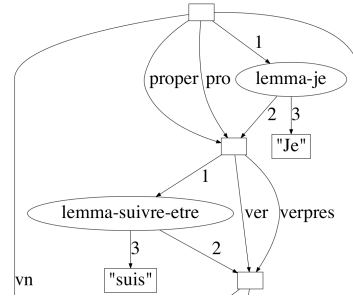 1
proper pro lemma-je
2 3
"Je"
1
lemma-suivre-etre ver verpres
3 2
vn "suis"